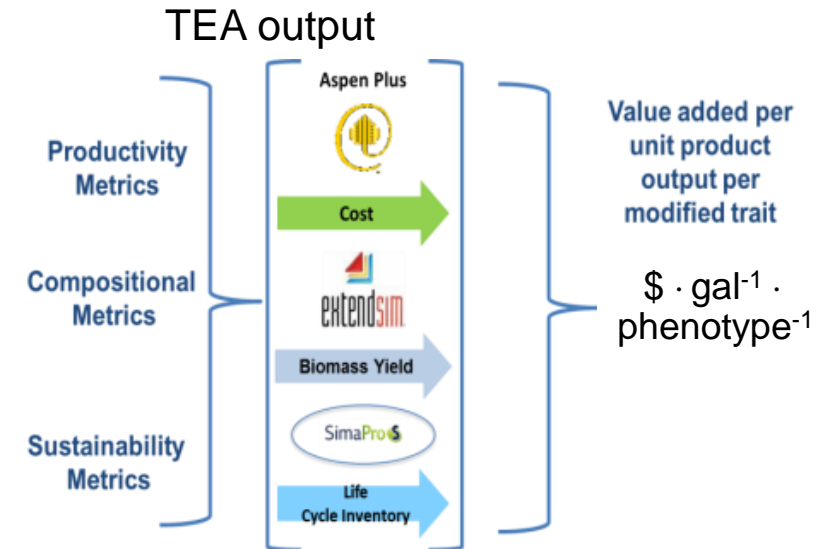 TEA output
Productivity
Metrics
Compositional
Metrics
Sustainability
Metrics
Aspen Plus
Cost
extendsim
Biomass Yield
SimaPro S
Life
Cycle Inventory
Value added per
unit product
output per
modified trait
$ · gal⁻¹ ·
phenotype⁻¹